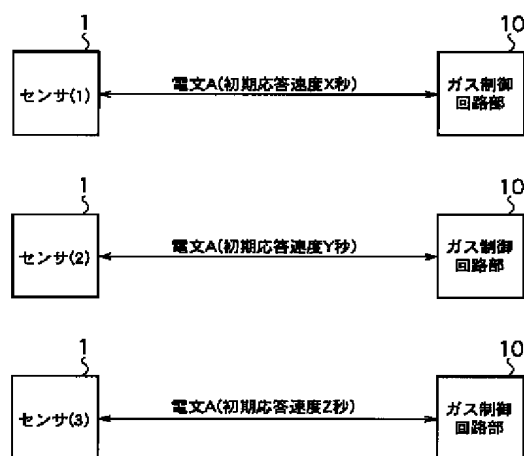 1
10
センサ(1)
電文A(初期応答速度X秒)
ガス制御
回路部
1
10
センサ(2)
電文A(初期応答速度Y秒)
ガス制御
回路部
1
10
センサ(3)
電文A(初期応答速度Z秒)
ガス制御
回路部